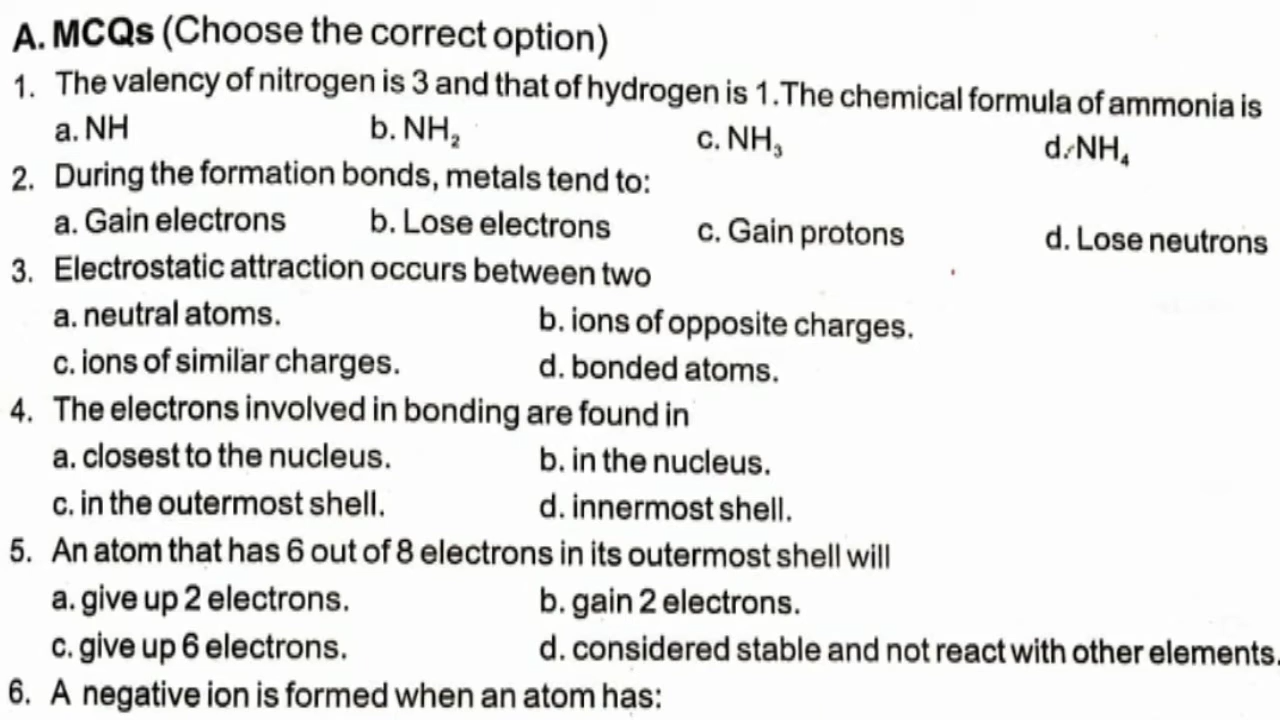 A. MCQs (Choose the correct option)
1. The valency of nitrogen is 3 and that of hydrogen is 1.The chemical formula of ammonia is
a. NH b. NH₂ c. NH₃ d. NH₄
2. During the formation bonds, metals tend to:
a. Gain electrons b. Lose electrons c. Gain protons d. Lose neutrons
3. Electrostatic attraction occurs between two
a. neutral atoms. b. ions of opposite charges.
c. ions of similar charges. d. bonded atoms.
4. The electrons involved in bonding are found in
a. closest to the nucleus. b. in the nucleus.
c. in the outermost shell. d. innermost shell.
5. An atom that has 6 out of 8 electrons in its outermost shell will
a. give up 2 electrons. b. gain 2 electrons.
c. give up 6 electrons. d. considered stable and not react with other elements.
6. A negative ion is formed when an atom has: